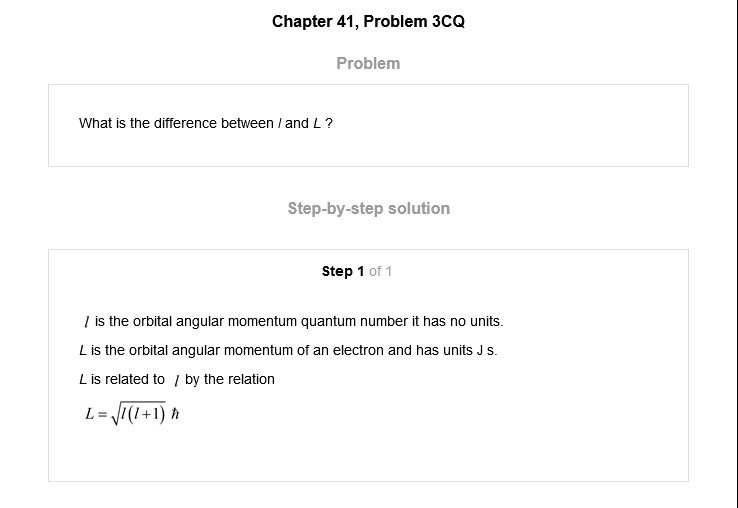 Chapter 41, Problem 3CQ
Problem
What is the difference between l and L ?
Step-by-step solution
Step 1 of 1
l is the orbital angular momentum quantum number it has no units.
L is the orbital angular momentum of an electron and has units J s.
L is related to l by the relation
L = √l(l+1) ħ